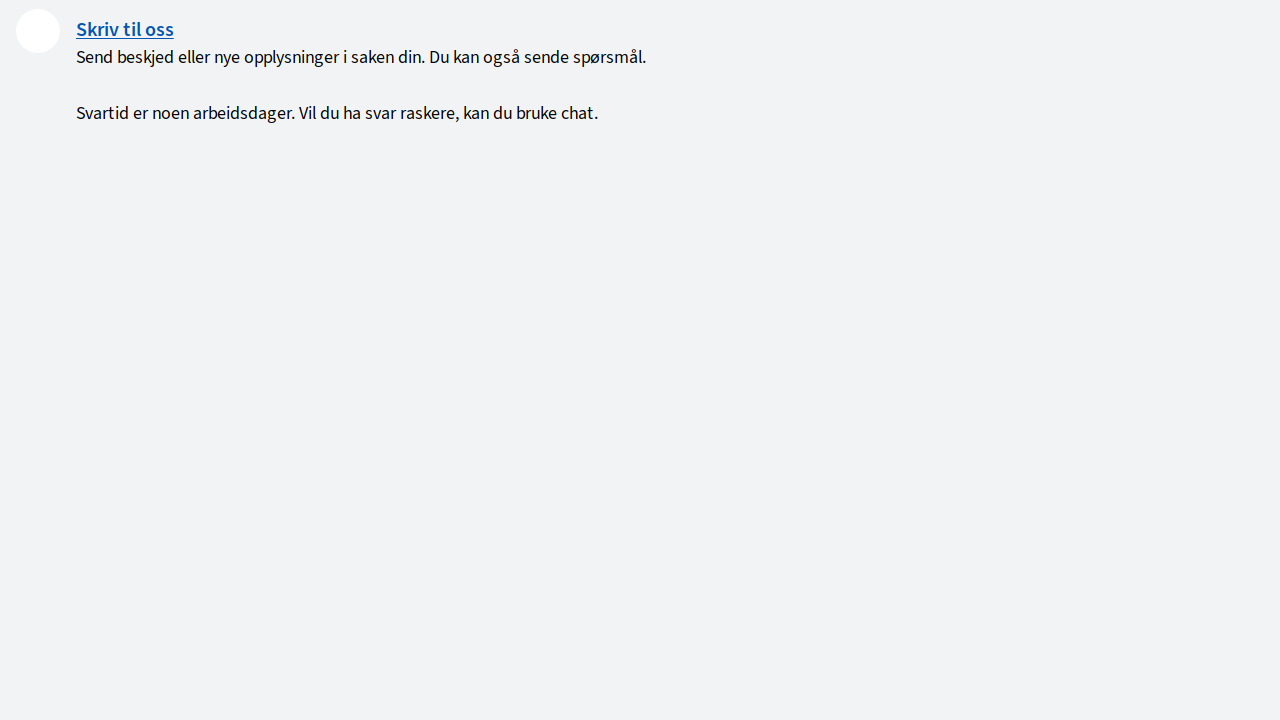 Skriv til oss
Send beskjed eller nye opplysninger i saken din. Du kan også sende spørsmål.
Svartid er noen arbeidsdager. Vil du ha svar raskere, kan du bruke chat.